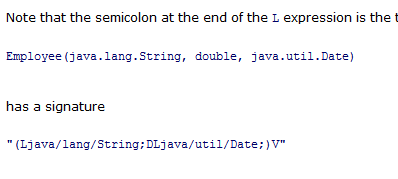 Note that the semicolon at the end of the L expression is the
Employee(java.lang.String, double, java.util.Date)
has a signature
"(Ljava/lang/String;DLjava/util/Date;)V"